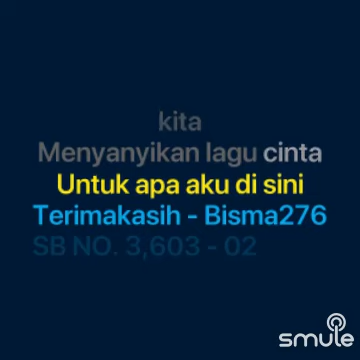 kita
Menyanyikan lagu cinta
Untuk apa aku di sini
Terimakasih - Bisma276
SB NO. 3,603 - 02
smule